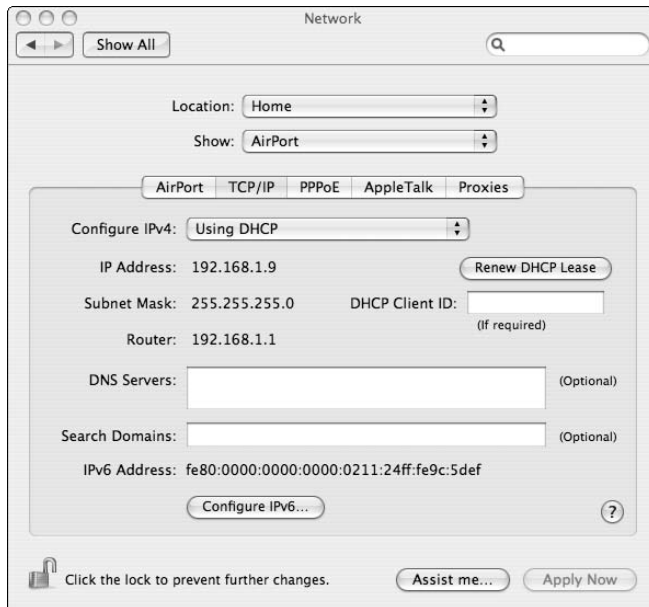 Network
Show All
Location: Home
Show: AirPort
AirPort TCP/IP PPPoE AppleTalk Proxies
Configure IPv4: Using DHCP
IP Address: 192.168.1.9 Renew DHCP Lease
Subnet Mask: 255.255.255.0 DHCP Client ID:
(If required)
Router: 192.168.1.1
DNS Servers: (Optional)
Search Domains: (Optional)
IPv6 Address: fe80:0000:0000:0000:0211:24ff:fe9c:5def
Configure IPv6... ?
Click the lock to prevent further changes. Assist me... Apply Now